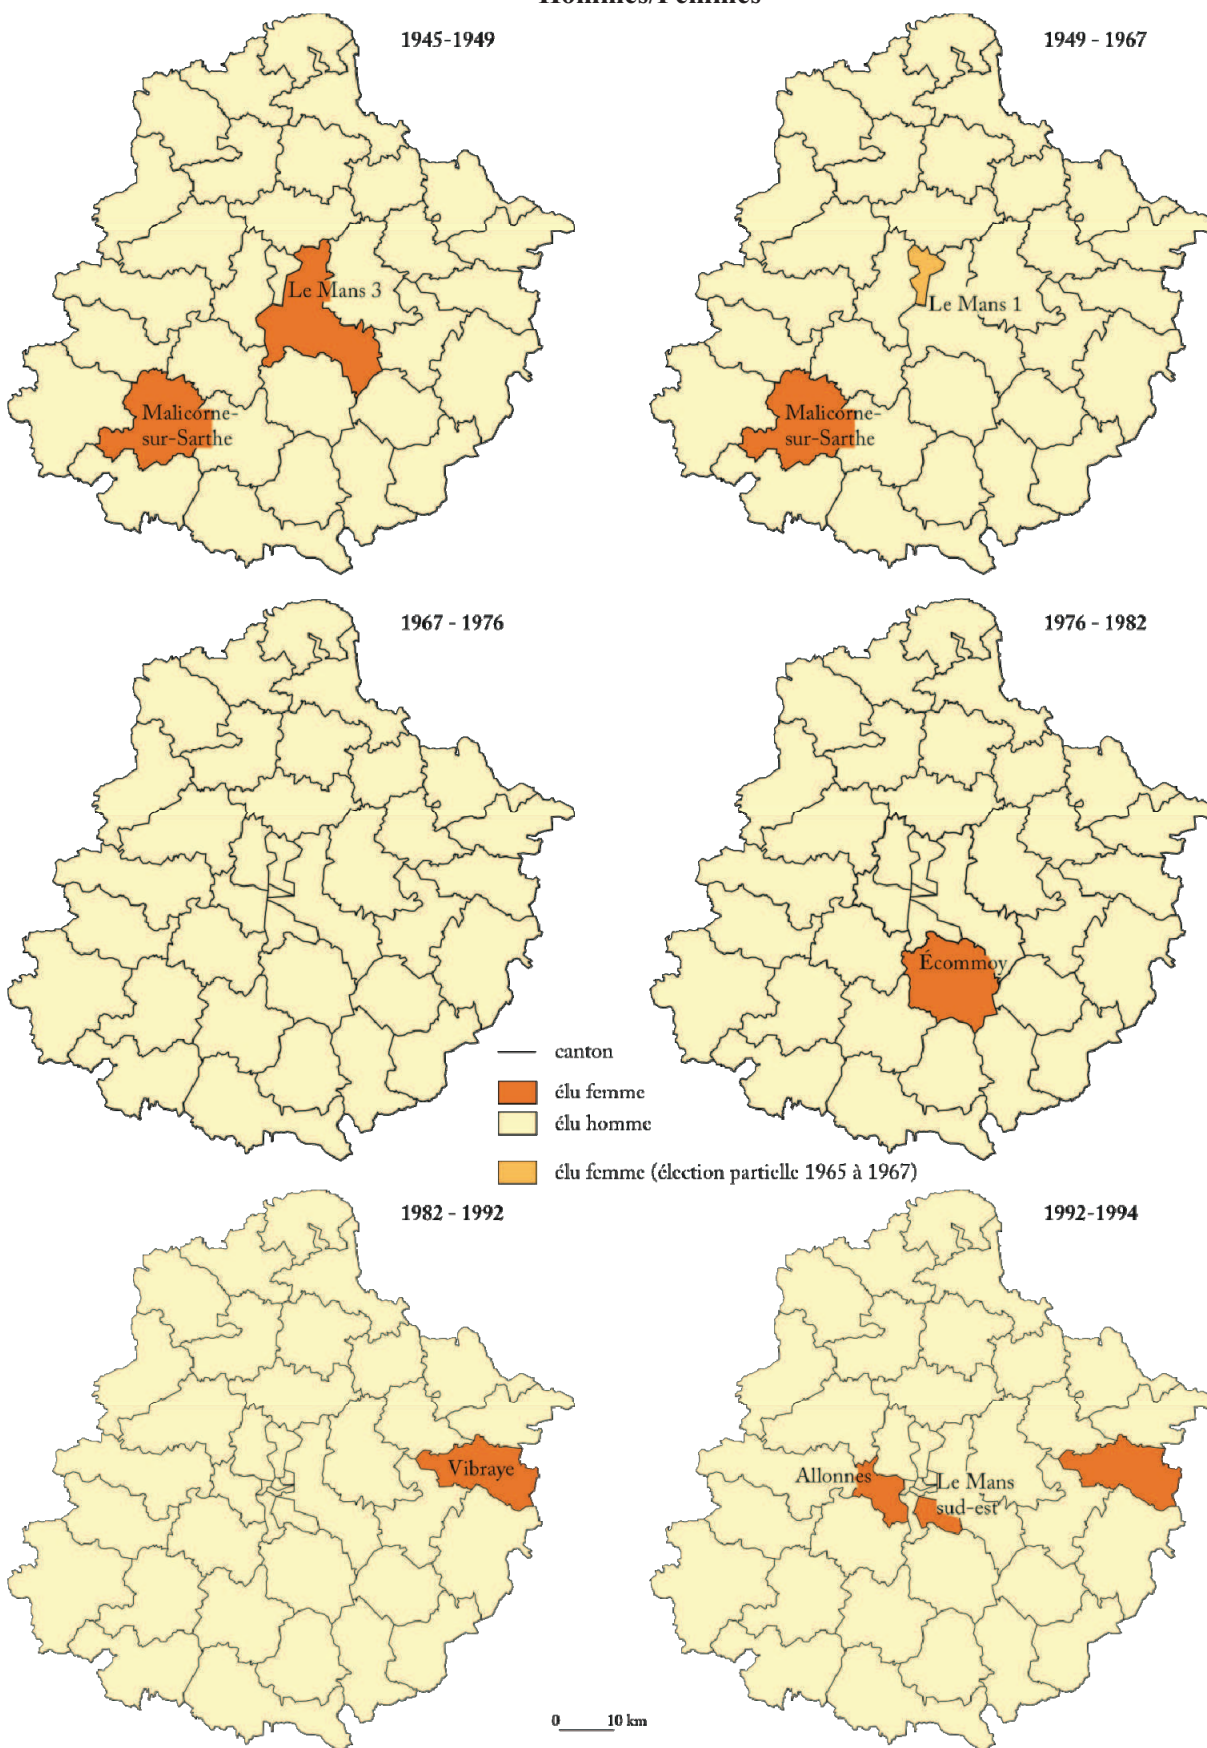 Hommes/Femmes
1945-1949
1949 - 1967
Le Mans 3
Le Mans 1
Malicorne-
sur-Sarthe
Malicorne-
sur-Sarthe
1967 - 1976
1976 - 1982
Écommoy
canton
élu femme
élu homme
élu femme (élection partielle 1965 à 1967)
1982 - 1992
1992-1994
Vibraye
Allonnes
Le Mans
sud-est
0 10 km